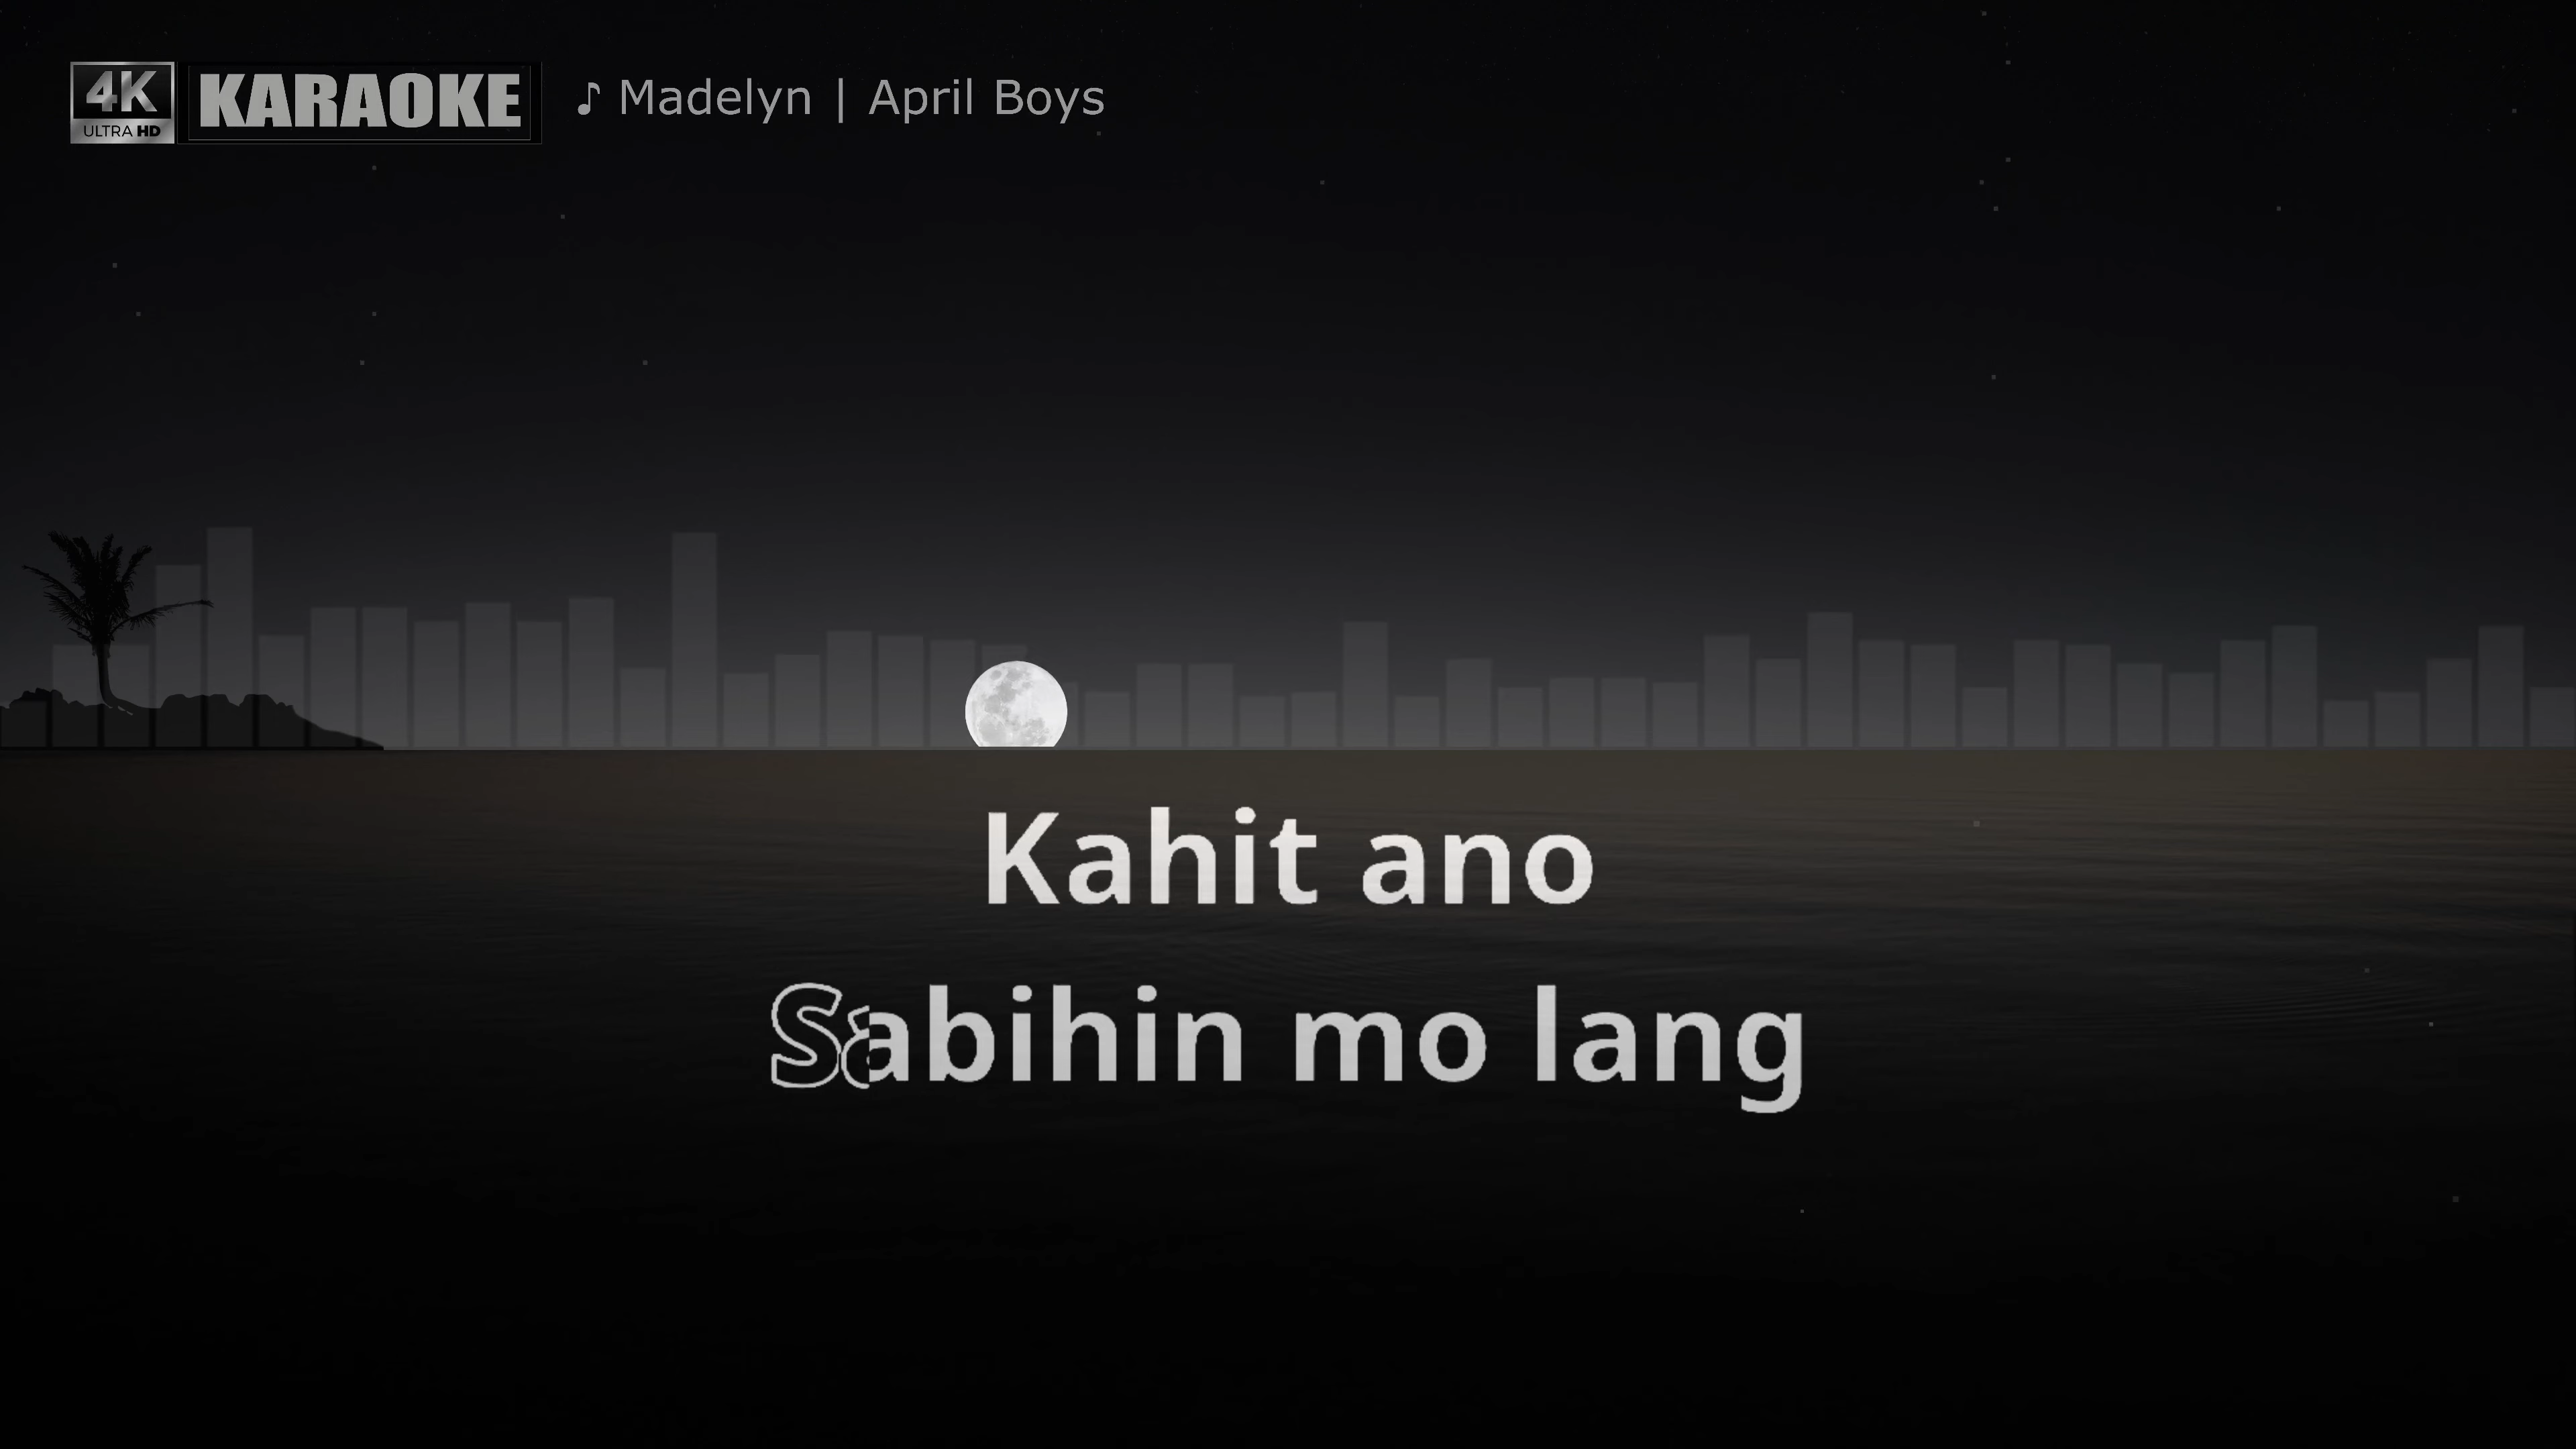 4K KARAOKE ♪ Madelyn | April Boys
ULTRA HD
Kahit ano
Sabihin mo lang